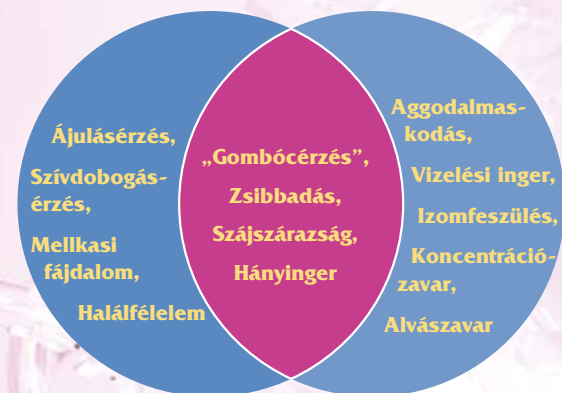 Ájulásérzés,
Szívdobogás-
érzés,
Mellkasi
fájdalom,
Halálfélelem
„Gombócérzés”,
Zsibbadás,
Szájszárazság,
Hányinger
Aggodalmas-
kodás,
Vizelési inger,
Izomfeszülés,
Koncentráció-
zavar,
Alvászavar